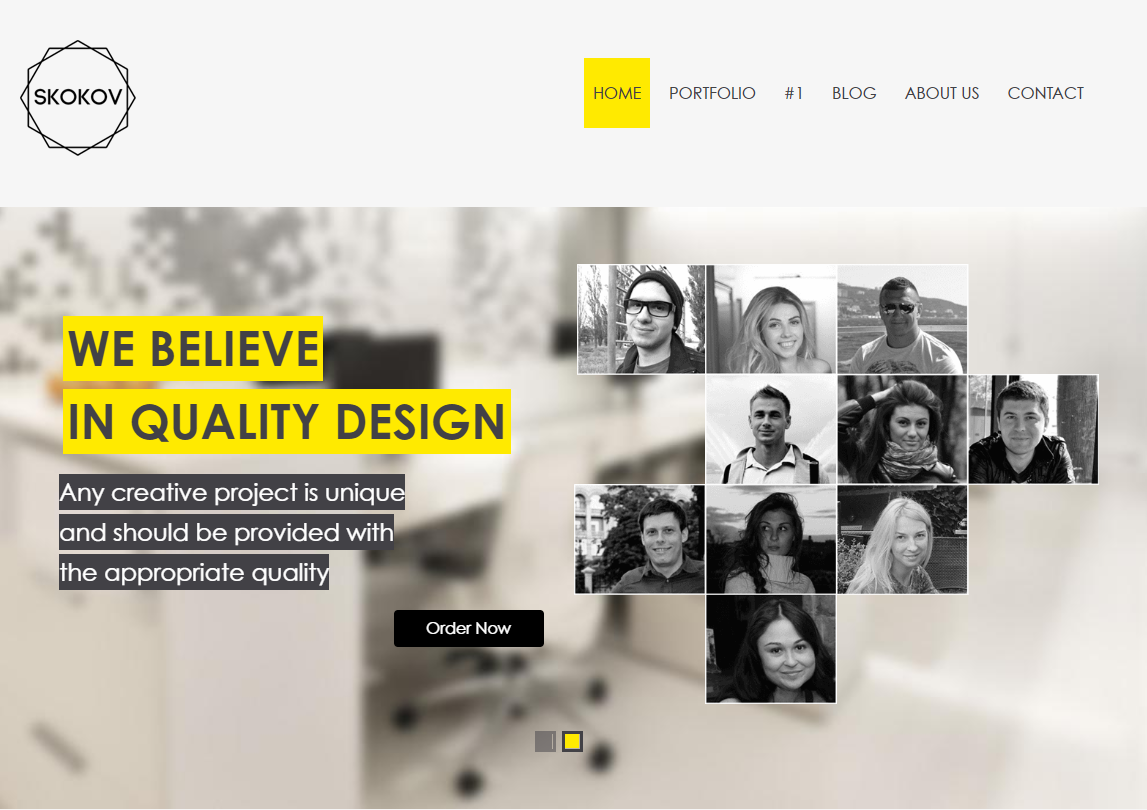 SKOKOV
HOME PORTFOLIO #1 BLOG ABOUT US CONTACT
WE BELIEVE
IN QUALITY DESIGN
Any creative project is unique
and should be provided with
the appropriate quality
Order Now